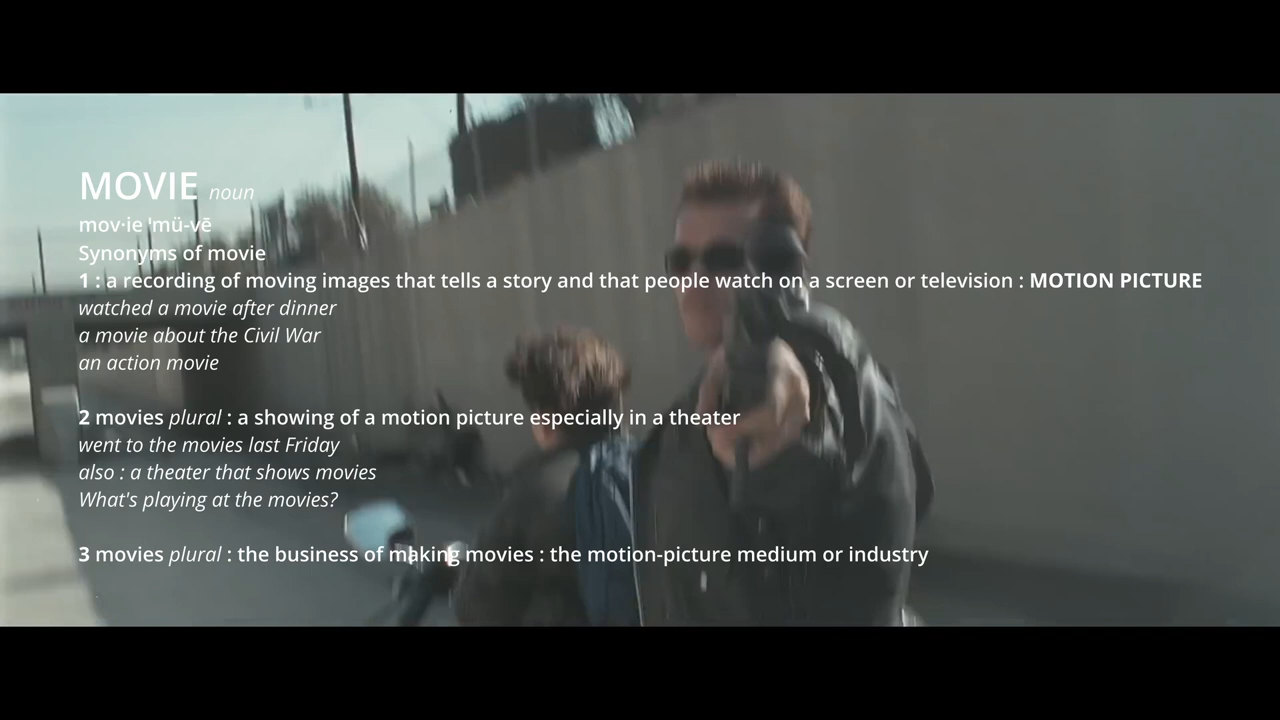 MOVIE noun
mov·ie ˈmü-vē
Synonyms of movie
1 : a recording of moving images that tells a story and that people watch on a screen or television : MOTION PICTURE
watched a movie after dinner
a movie about the Civil War
an action movie
2 movies plural : a showing of a motion picture especially in a theater
went to the movies last Friday
also : a theater that shows movies
What's playing at the movies?
3 movies plural : the business of making movies : the motion-picture medium or industry